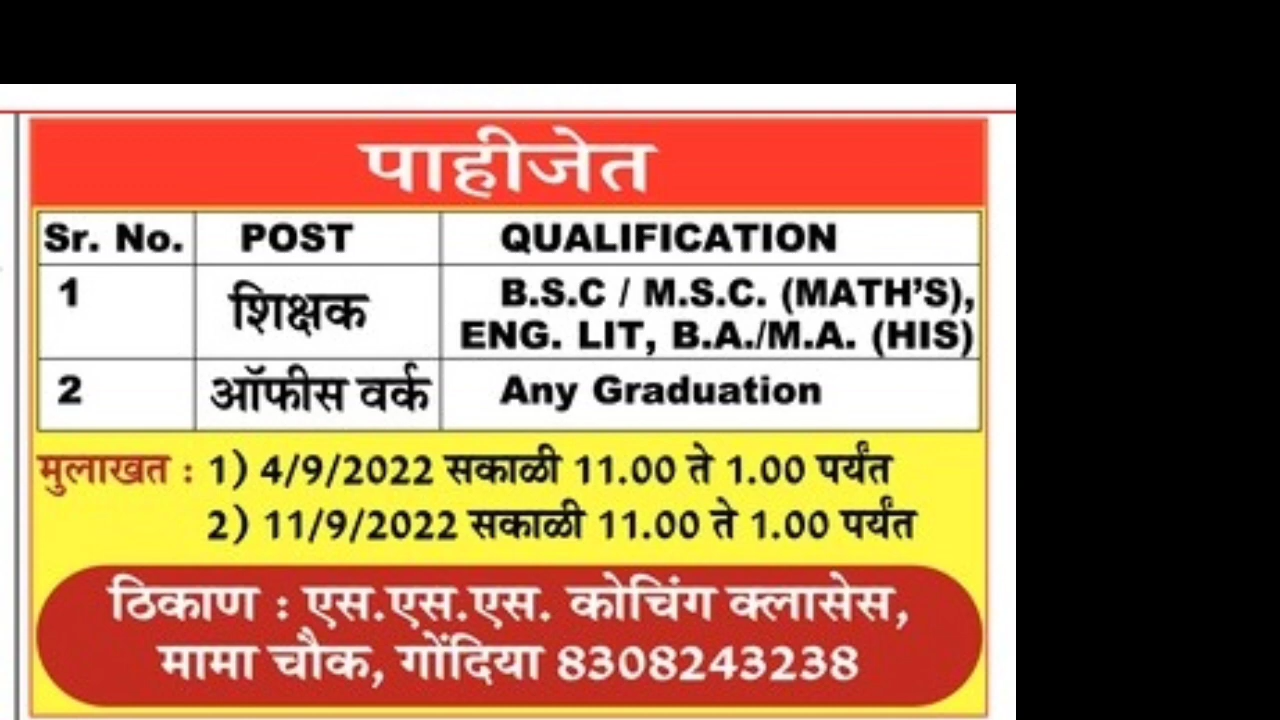 पाहीजेत
Sr. No. POST QUALIFICATION
1 शिक्षक B.S.C / M.S.C. (MATH'S),
ENG. LIT, B.A./M.A. (HIS)
2 ऑफीस वर्क Any Graduation
मुलाखत : 1) 4/9/2022 सकाळी 11.00 ते 1.00 पर्यंत
2) 11/9/2022 सकाळी 11.00 ते 1.00 पर्यंत
ठिकाण : एस.एस.एस. कोचिंग क्लासेस,
मामा चौक, गोंदिया 8308243238